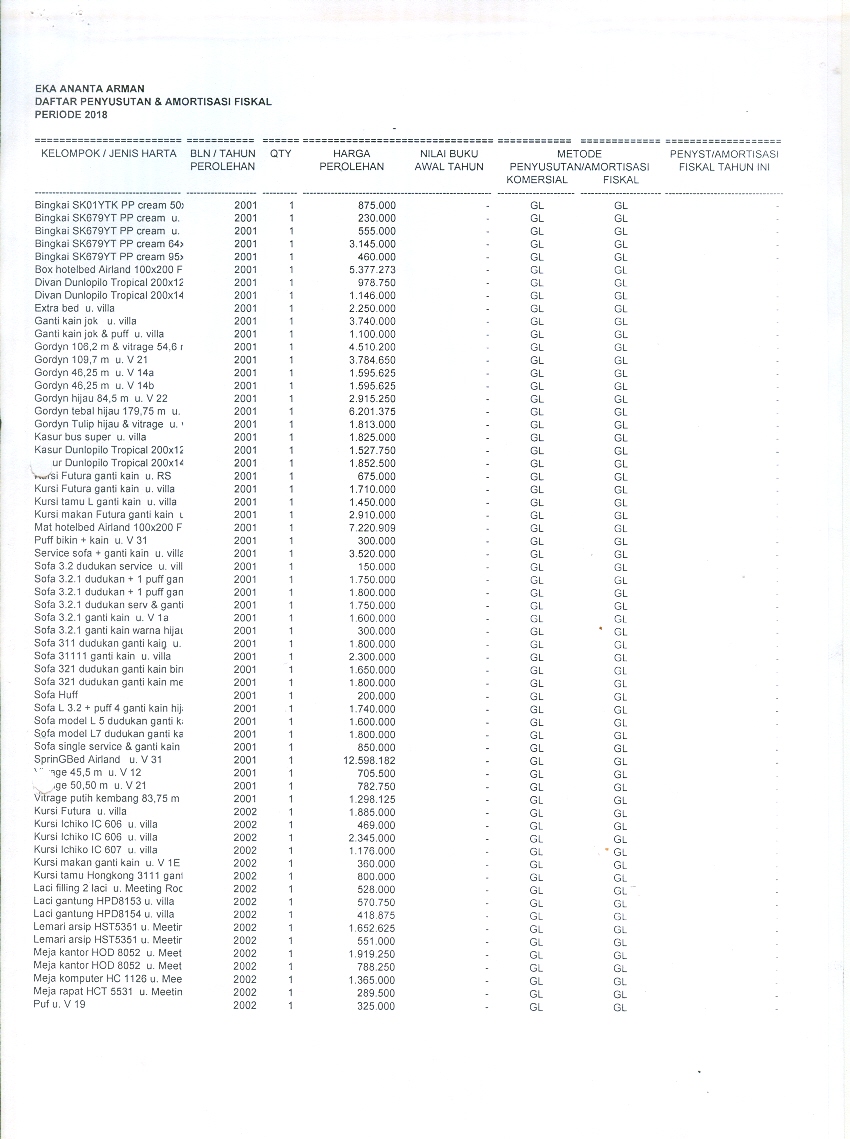 EKA ANANTA ARMAN
DAFTAR PENYUSUTAN & AMORTISASI FISKAL
PERIODE 2018
KELOMPOK / JENIS HARTA BLN / TAHUN QTY HARGA NILAI BUKU METODE PENYST/AMORTISASI
PEROLEHAN PEROLEHAN AWAL TAHUN PENYUSUTAN/AMORTISASI FISKAL TAHUN INI
KOMERSIAL FISKAL
Bingkai SK01YTK PP cream 50x 2001 1 875.000 - GL GL -
Bingkai SK679YT PP cream u. 2001 1 230.000 - GL GL -
Bingkai SK679YT PP cream u. 2001 1 555.000 - GL GL -
Bingkai SK679YT PP cream 64x 2001 1 3.145.000 - GL GL -
Bingkai SK679YT PP cream 95x 2001 1 460.000 - GL GL -
Box hotelbed Airland 100x200 F 2001 1 5.377.273 - GL GL -
Divan Dunlopilo Tropical 200x12 2001 1 978.750 - GL GL -
Divan Dunlopilo Tropical 200x14 2001 1 1.146.000 - GL GL -
Extra bed u. villa 2001 1 2.250.000 - GL GL -
Ganti kain jok u. villa 2001 1 3.740.000 - GL GL -
Ganti kain jok & puff u. villa 2001 1 1.100.000 - GL GL -
Gordyn 106,2 m & vitrage 54,6 r 2001 1 4.510.200 - GL GL -
Gordyn 109,7 m u. V 21 2001 1 3.784.650 - GL GL -
Gordyn 46,25 m u. V 14a 2001 1 1.595.625 - GL GL -
Gordyn 46,25 m u. V 14b 2001 1 1.595.625 - GL GL -
Gordyn hijau 84,5 m u. V 22 2001 1 2.915.250 - GL GL -
Gordyn tebal hijau 179,75 m u. 2001 1 6.201.375 - GL GL -
Gordyn Tulip hijau & vitrage u. 2001 1 1.813.000 - GL GL -
Kasur bus super u. villa 2001 1 1.825.000 - GL GL -
Kasur Dunlopilo Tropical 200x12 2001 1 1.527.750 - GL GL -
ur Dunlopilo Tropical 200x14 2001 1 1.852.500 - GL GL -
Kursi Futura ganti kain u. RS 2001 1 675.000 - GL GL -
Kursi Futura ganti kain u. villa 2001 1 1.710.000 - GL GL -
Kursi tamu L ganti kain u. villa 2001 1 1.450.000 - GL GL -
Kursi makan Futura ganti kain u 2001 1 2.910.000 - GL GL -
Mat hotelbed Airland 100x200 F 2001 1 7.220.909 - GL GL -
Puff bikin + kain u. V 31 2001 1 300.000 - GL GL -
Service sofa + ganti kain u. villa 2001 1 3.520.000 - GL GL -
Sofa 3.2 dudukan service u. vill 2001 1 150.000 - GL GL -
Sofa 3.2.1 dudukan + 1 puff gan 2001 1 1.750.000 - GL GL -
Sofa 3.2.1 dudukan + 1 puff gan 2001 1 1.800.000 - GL GL -
Sofa 3.2.1 dudukan serv & ganti 2001 1 1.750.000 - GL GL -
Sofa 3.2.1 ganti kain u. V 1a 2001 1 1.600.000 - GL GL -
Sofa 3.2.1 ganti kain warna hijau 2001 1 300.000 - GL GL -
Sofa 311 dudukan ganti kaig u. 2001 1 1.800.000 - GL GL -
Sofa 31111 ganti kain u. villa 2001 1 2.300.000 - GL GL -
Sofa 321 dudukan ganti kain biru 2001 1 1.650.000 - GL GL -
Sofa 321 dudukan ganti kain me 2001 1 1.800.000 - GL GL -
Sofa Huff 2001 1 200.000 - GL GL -
Sofa L 3.2 + puff 4 ganti kain hij 2001 1 1.740.000 - GL GL -
Sofa model L 5 dudukan ganti ka 2001 1 1.600.000 - GL GL -
Sofa model L7 dudukan ganti ka 2001 1 1.800.000 - GL GL -
Sofa single service & ganti kain 2001 1 850.000 - GL GL -
SprinGBed Airland u. V 31 2001 1 12.598.182 - GL GL -
age 45,5 m u. V 12 2001 1 705.500 - GL GL -
age 50,50 m u. V 21 2001 1 782.750 - GL GL -
Vitrage putih kembang 83,75 m 2001 1 1.298.125 - GL GL -
Kursi Futura u. villa 2002 1 1.885.000 - GL GL -
Kursi Ichiko IC 606 u. villa 2002 1 469.000 - GL GL -
Kursi Ichiko IC 606 u. villa 2002 1 2.345.000 - GL GL -
Kursi Ichiko IC 607 u. villa 2002 1 1.176.000 - GL GL -
Kursi makan ganti kain u. V 1E 2002 1 360.000 - GL GL -
Kursi tamu Hongkong 3111 gant 2002 1 800.000 - GL GL -
Laci filling 2 laci u. Meeting Roc 2002 1 528.000 - GL GL -
Laci gantung HPD8153 u. villa 2002 1 570.750 - GL GL -
Laci gantung HPD8154 u. villa 2002 1 418.875 - GL GL -
Lemari arsip HST5351 u. Meetir 2002 1 1.652.625 - GL GL -
Lemari arsip HST5351 u. Meetir 2002 1 551.000 - GL GL -
Meja kantor HOD 8052 u. Meet 2002 1 1.919.250 - GL GL -
Meja kantor HOD 8052 u. Meet 2002 1 788.250 - GL GL -
Meja komputer HC 1126 u. Mee 2002 1 1.365.000 - GL GL -
Meja rapat HCT 5531 u. Meetin 2002 1 289.500 - GL GL -
Puf u. V 19 2002 1 325.000 - GL GL -